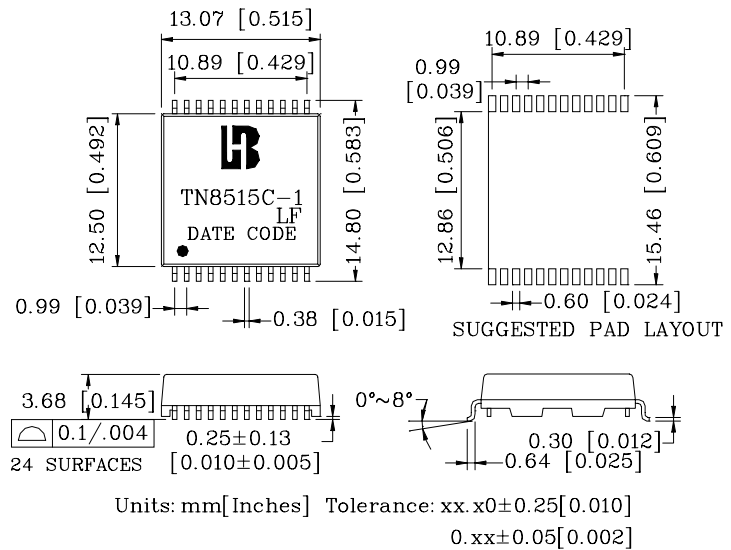 13.07 [0.515]
10.89 [0.429]
12.50 [0.492]
14.80 [0.583]
HB
TN8515C-1
LF
DATE CODE
0.99 [0.039]
0.38 [0.015]
10.89 [0.429]
0.99
[0.039]
12.86 [0.506]
15.46 [0.609]
0.60 [0.024]
SUGGESTED PAD LAYOUT
3.68 [0.145]
0.1/.004
24 SURFACES
0.25±0.13
[0.010±0.005]
0°~8°
0.30 [0.012]
0.64 [0.025]
Units: mm[Inches] Tolerance: xx.x0±0.25[0.010]
0.xx±0.05[0.002]